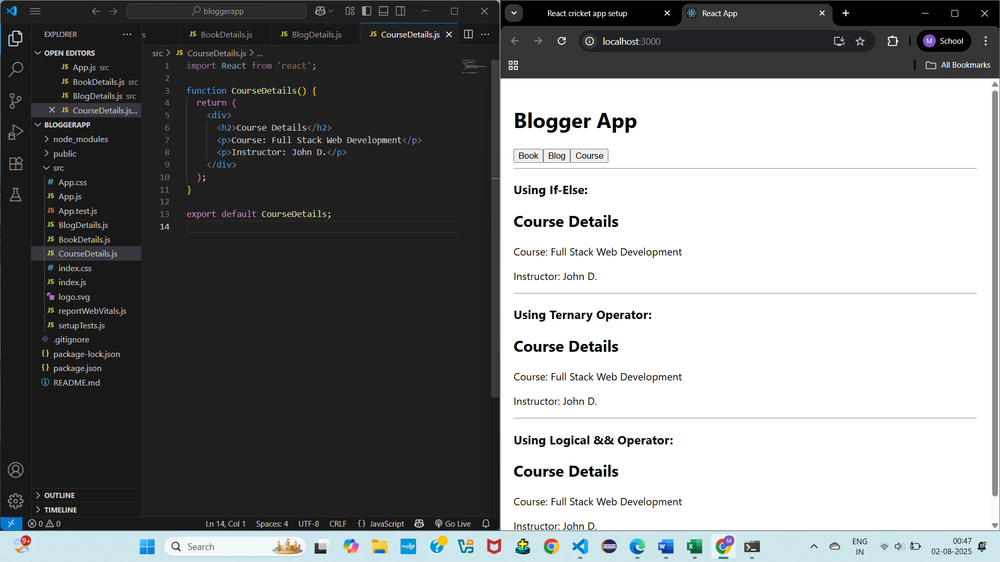 bloggerapp
EXPLORER
s
JS BookDetails.js
JS BlogDetails.js
JS CourseDetails.js
OPEN EDITORS
JS App.js src
JS BookDetails.js src
JS BlogDetails.js src
JS CourseDetails.js...
BLOGGERAPP
node_modules
public
src
# App.css
JS App.js
JS App.test.js
JS BlogDetails.js
JS BookDetails.js
JS CourseDetails.js
# index.css
JS index.js
logo.svg
JS reportWebVitals.js
JS setupTests.js
.gitignore
{} package-lock.json
{} package.json
README.md
OUTLINE
TIMELINE
src > JS CourseDetails.js > ...
1 import React from 'react';
2
3 function CourseDetails() {
4 return (
5 <div>
6 <h2>Course Details</h2>
7 <p>Course: Full Stack Web Development</p>
8 <p>Instructor: John D.</p>
9 </div>
10 );
11 }
12
13 export default CourseDetails;
14
0 0
Ln 14, Col 1 Spaces: 4 UTF-8 CRLF {} JavaScript Go Live
React cricket app setup
React App
localhost:3000
M School
All Bookmarks
Blogger App
Book Blog Course
Using If-Else:
Course Details
Course: Full Stack Web Development
Instructor: John D.
Using Ternary Operator:
Course Details
Course: Full Stack Web Development
Instructor: John D.
Using Logical && Operator:
Course Details
Course: Full Stack Web Development
Instructor: John D.
9+
Search
myhp
M
ENG
IN
00:47
02-08-2025